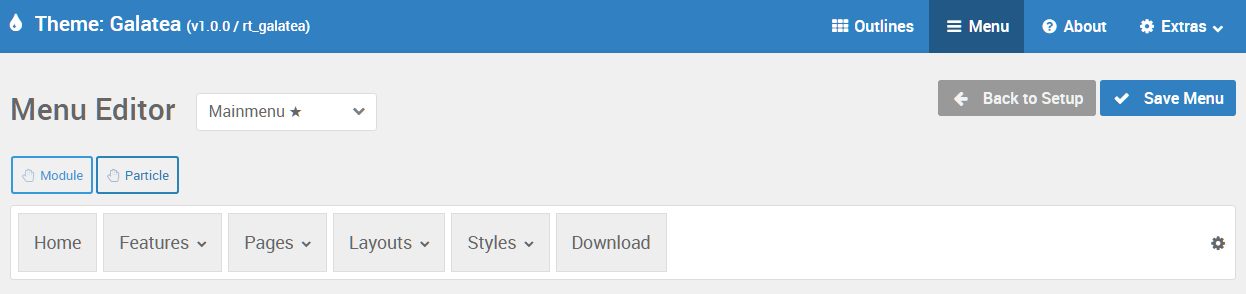 Theme: Galatea (v1.0.0 / rt_galatea) Outlines Menu About Extras
Menu Editor Mainmenu ★ Back to Setup Save Menu
Module Particle
Home Features Pages Layouts Styles Download